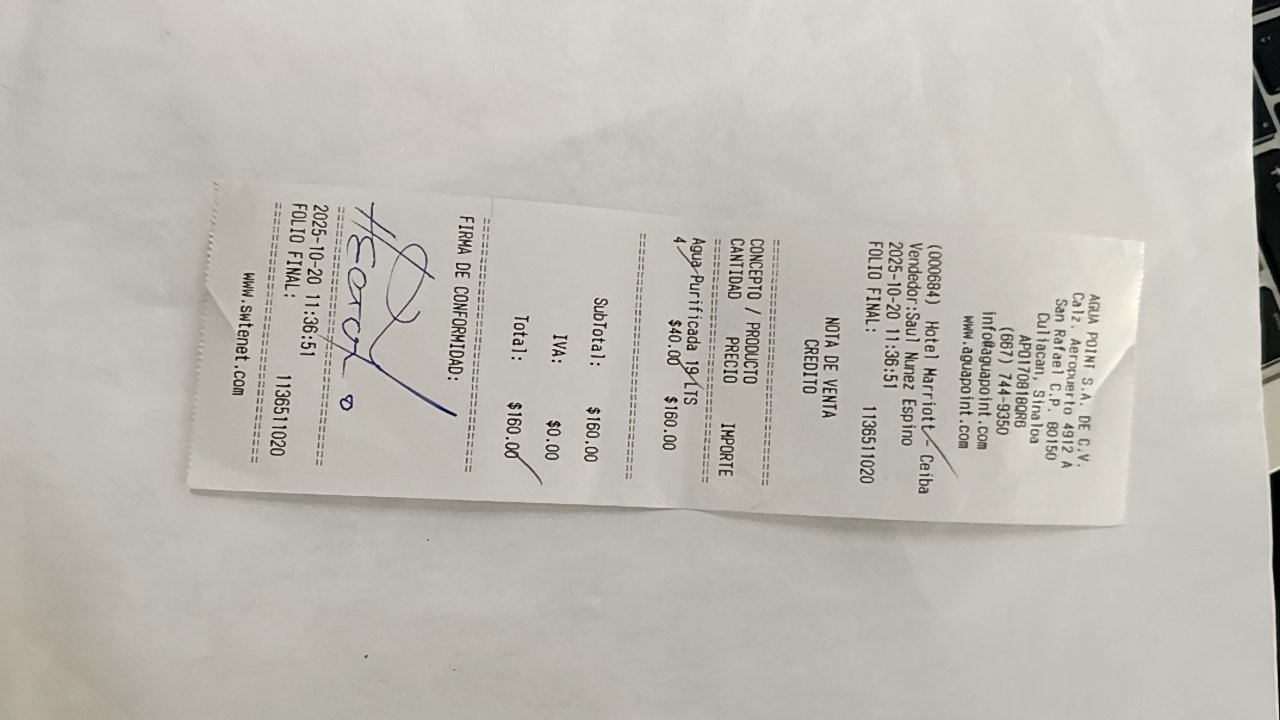 AGUA POINT S.A. DE C.V.
Calz. Aeropuerto 4912 A
San Rafael C.P. 80150
Culiacan, Sinaloa
APO170818QR6
(667) 744-9350
info@aguapoint.com
www.aguapoint.com
(000684) Hotel Marriott - Ceiba
Vendedor:Saul Nunez Espino
2025-10-20 11:36:51
FOLIO FINAL: 1136511020
NOTA DE VENTA
CREDITO
CONCEPTO / PRODUCTO
CANTIDAD PRECIO IMPORTE
Agua Purificada 19 LTS
4 $40.00 $160.00
SubTotal: $160.00
IVA: $0.00
Total: $160.00
FIRMA DE CONFORMIDAD:
2025-10-20 11:36:51
FOLIO FINAL: 1136511020
www.swtenet.com